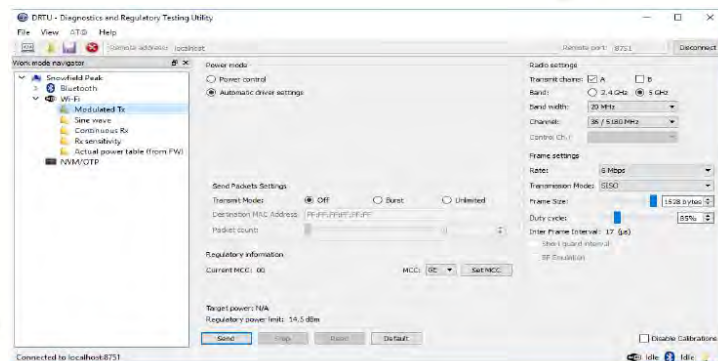 DRTU - Diagnostics and Regulatory Testing Utility
File View Help
Remote address: localhost Remote port: 8751 Disconnect
Work mode navigator
Snowfield Peak
Bluetooth
Wi-Fi
Modulated Tx
Sine wave
Continuous Rx
Rx sensitivity
Actual power table (from FW)
NVM/OTP
Power mode
Power control
Automatic driver settings
Send Packets Settings
Transmit Mode: Off Burst Unlimited
Destination MAC Address FF:FF:FF:FF:FF:FF
Packet count:
Regulatory information
Current MCC: 00 MCC: GE Set MCC
Target power: N/A
Regulatory power limit: 14.5 dBm
Send Stop Reset Default
Radio settings
Transmit chains: A B
Band: 2.4 GHz 5 GHz
Band width: 20 MHz
Channel: 36 / 5180 MHz
Control Ch.:
Frame settings
Rate: 6 Mbps
Transmission Mode: SISO
Frame Size: 1628 bytes
Duty cycle: 85%
Inter Frame Interval: 17 (µs)
Short guard interval
BF Emulation
Disable Calibrations
Connected to localhost:8751 Idle Idle